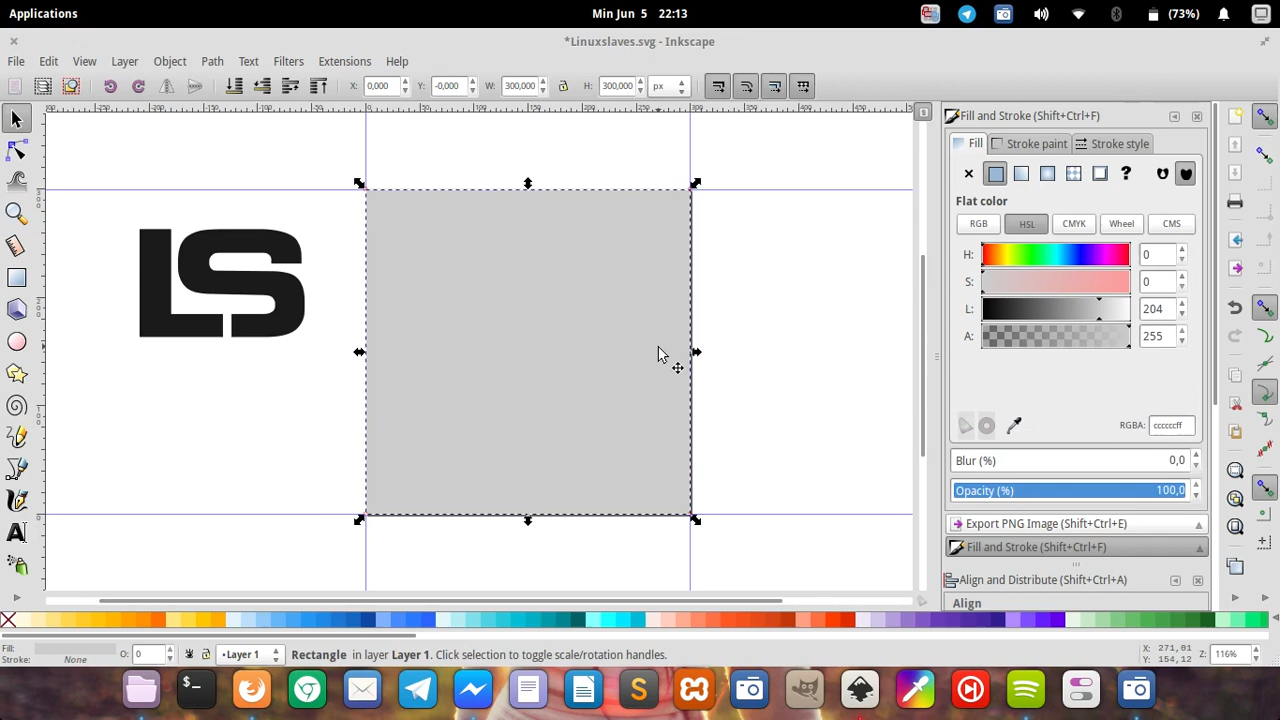 Applications
Min Jun 5 22:13
(73%)
*Linuxslaves.svg - Inkscape
File Edit View Layer Object Path Text Filters Extensions Help
X: 0,000 Y: -0,000 W: 300,000 H: 300,000 px
Fill and Stroke (Shift+Ctrl+F)
Fill Stroke paint Stroke style
?
Flat color
RGB HSL CMYK Wheel CMS
H: 0
S: 0
L: 204
A: 255
LS
RGBA: ccccccff
Blur (%) 0,0
Opacity (%) 100,0
Export PNG Image (Shift+Ctrl+E)
Fill and Stroke (Shift+Ctrl+F)
Align and Distribute (Shift+Ctrl+A)
Align
Fill:
Stroke: None
O: 0
•Layer 1
Rectangle in layer Layer 1. Click selection to toggle scale/rotation handles.
X: 271,01
Y: 154,12
Z: 116%